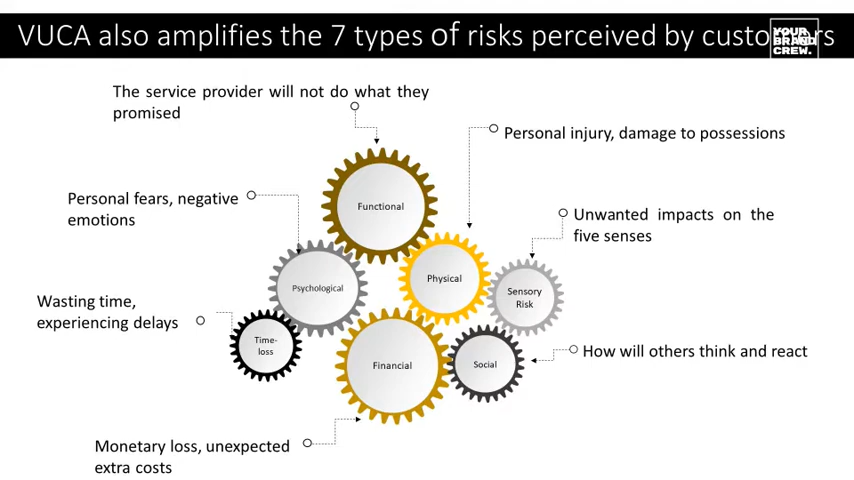 VUCA also amplifies the 7 types of risks perceived by customers
YOUR
BRAND
CREW.
The service provider will not do what they
promised
Personal injury, damage to possessions
Functional
Personal fears, negative
emotions
Unwanted impacts on the
five senses
Physical
Psychological
Sensory
Risk
Wasting time,
experiencing delays
Time-
loss
Financial
Social
How will others think and react
Monetary loss, unexpected
extra costs